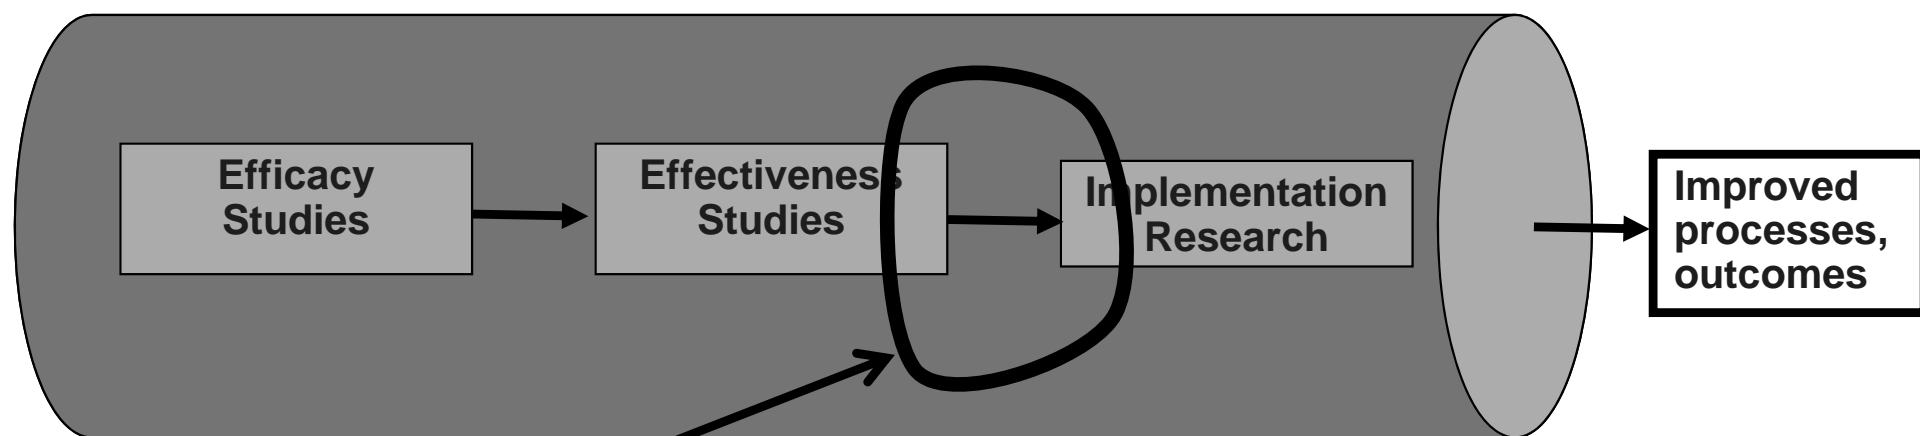 Efficacy
Studies
Effectiveness
Studies
Implementation
Research
Improved
processes,
outcomes